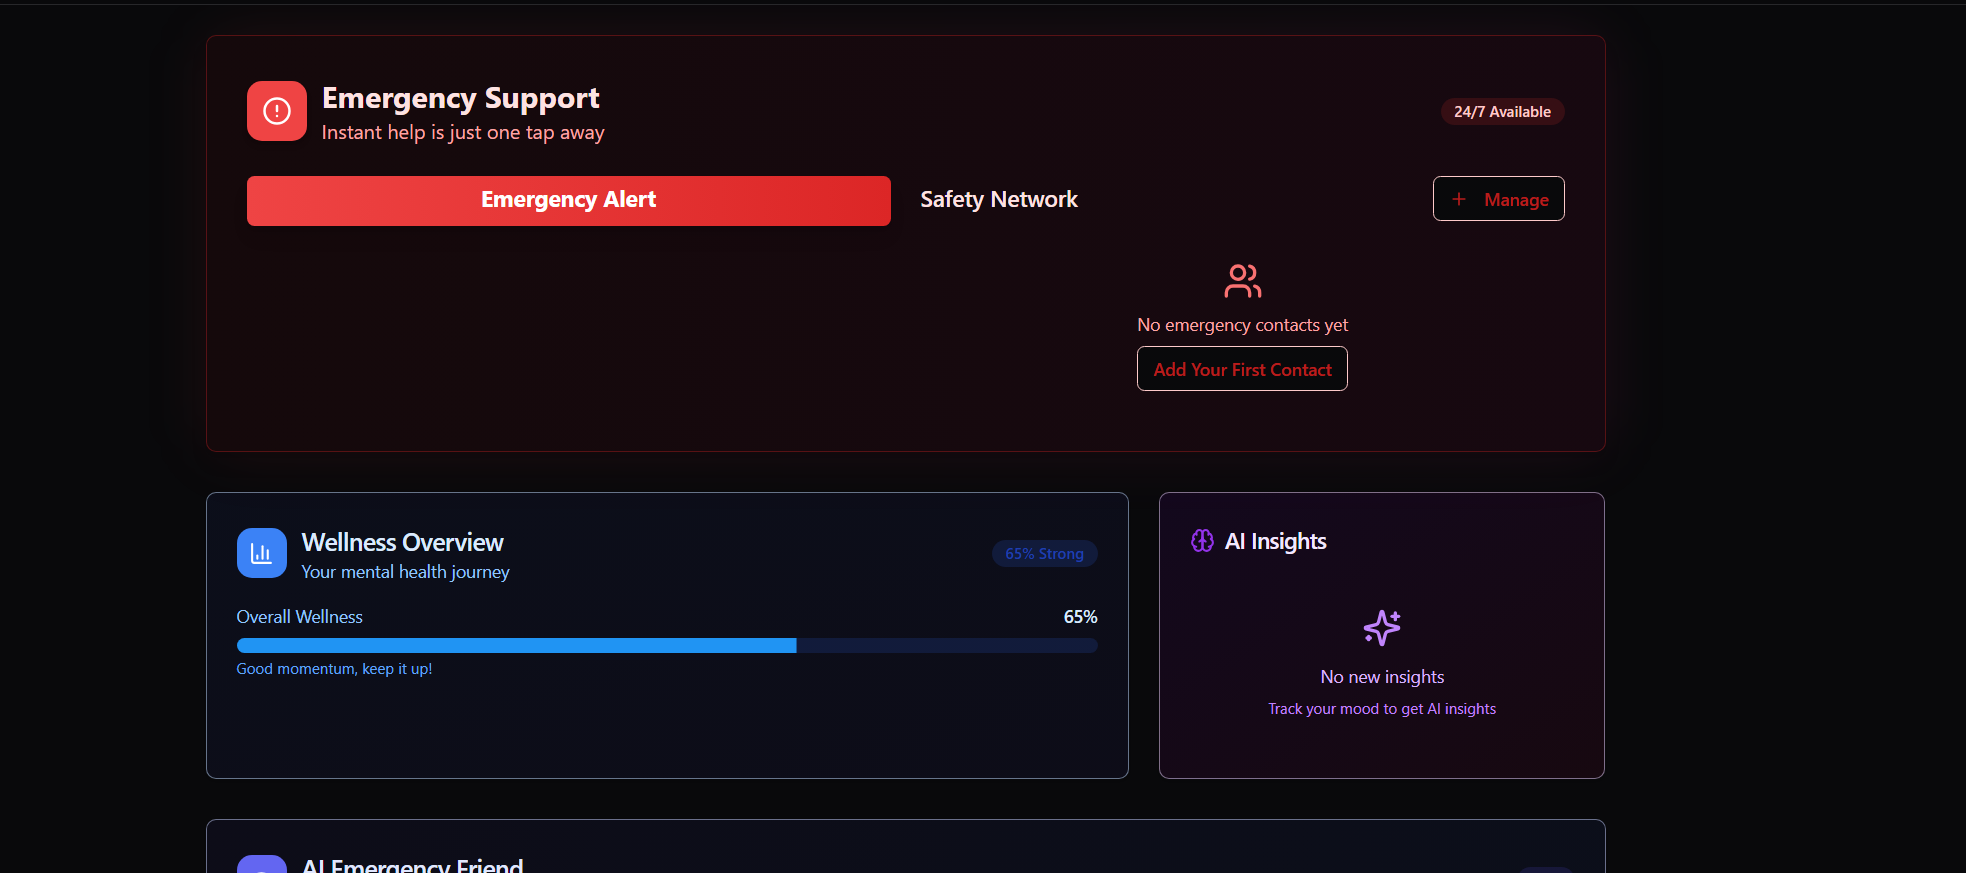 Emergency Support
Instant help is just one tap away
24/7 Available
Emergency Alert
Safety Network
Manage
No emergency contacts yet
Add Your First Contact
Wellness Overview
Your mental health journey
65% Strong
Overall Wellness
65%
Good momentum, keep it up!
AI Insights
No new insights
Track your mood to get AI insights
AI Emergency Friend